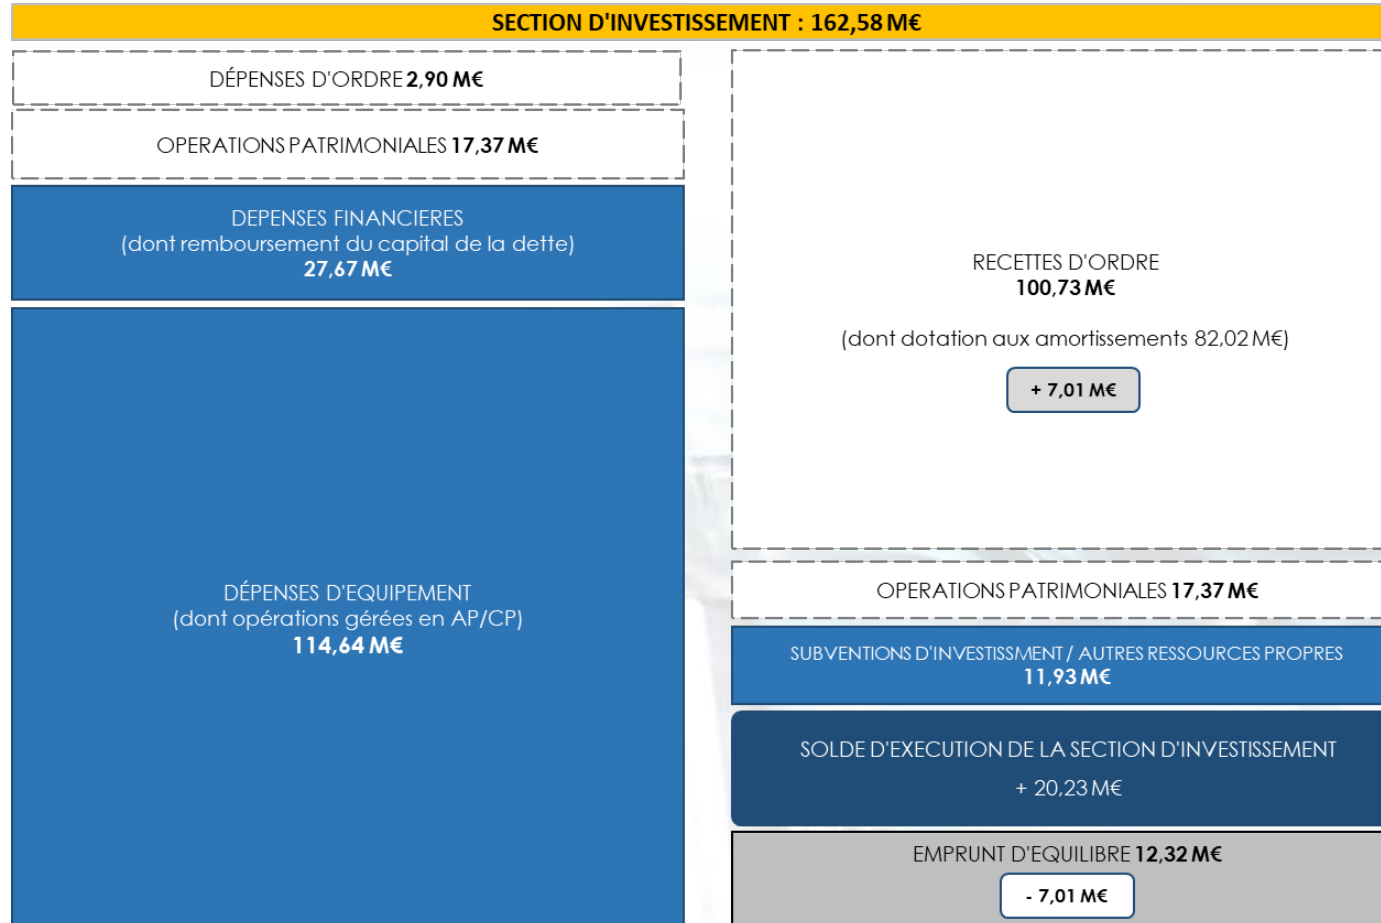 SECTION D'INVESTISSEMENT : 162,58 M€
DÉPENSES D'ORDRE 2,90 M€
OPERATIONS PATRIMONIALES 17,37 M€
DEPENSES FINANCIERES
(dont remboursement du capital de la dette)
27,67 M€
DÉPENSES D'EQUIPEMENT
(dont opérations gérées en AP/CP)
114,64 M€
RECETTES D'ORDRE
100,73 M€
(dont dotation aux amortissements 82,02 M€)
+ 7,01 M€
OPERATIONS PATRIMONIALES 17,37 M€
SUBVENTIONS D'INVESTISSMENT / AUTRES RESSOURCES PROPRES
11,93 M€
SOLDE D'EXECUTION DE LA SECTION D'INVESTISSEMENT
+ 20,23 M€
EMPRUNT D'EQUILIBRE 12,32 M€
- 7,01 M€